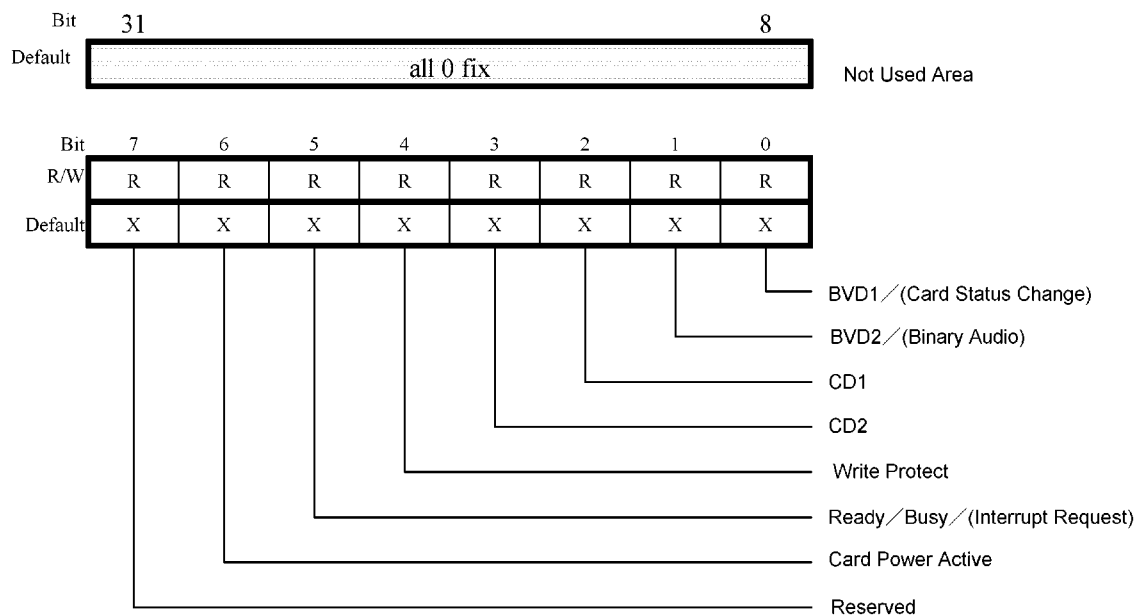 Bit 31 8
Default all 0 fix Not Used Area
Bit 7 6 5 4 3 2 1 0
R/W R R R R R R R R
Default X X X X X X X X
BVD1／(Card Status Change)
BVD2／(Binary Audio)
CD1
CD2
Write Protect
Ready／Busy／(Interrupt Request)
Card Power Active
Reserved